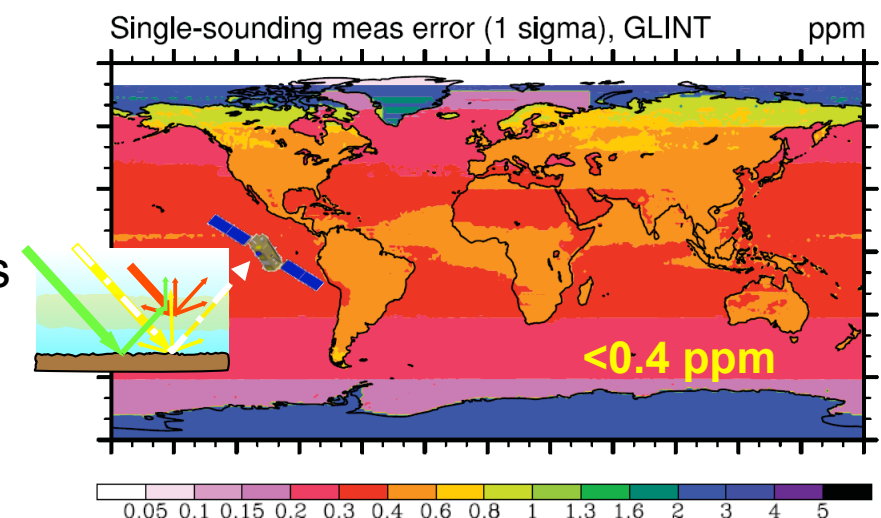 Single-sounding meas error (1 sigma), GLINT ppm
s
<0.4 ppm
0.05 0.1 0.15 0.2 0.3 0.4 0.6 0.8 1 1.3 1.6 2 3 4 5